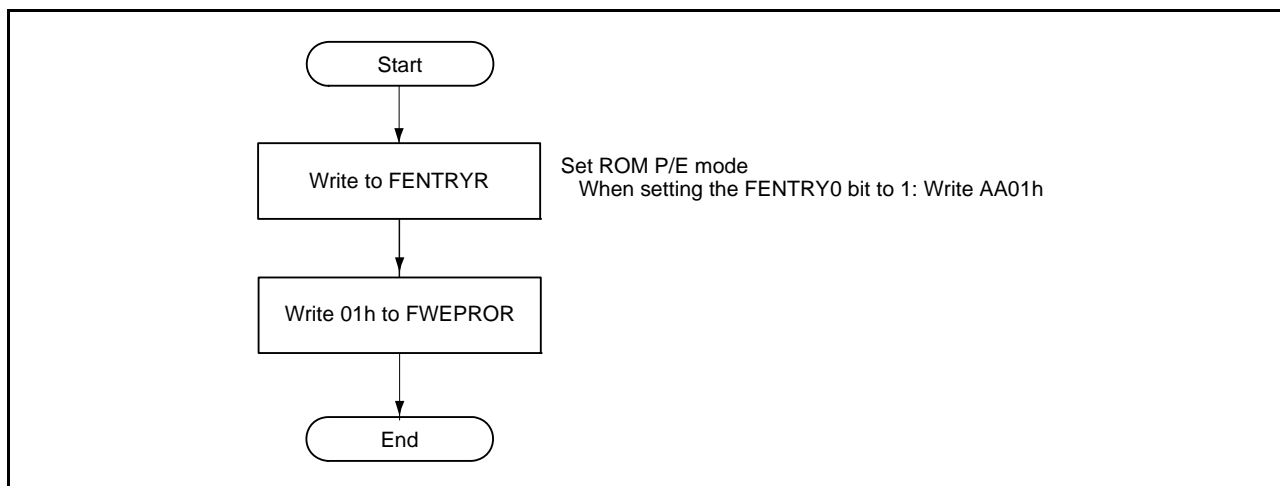 Start
Write to FENTRYR
Set ROM P/E mode
When setting the FENTRY0 bit to 1: Write AA01h
Write 01h to FWEPROR
End